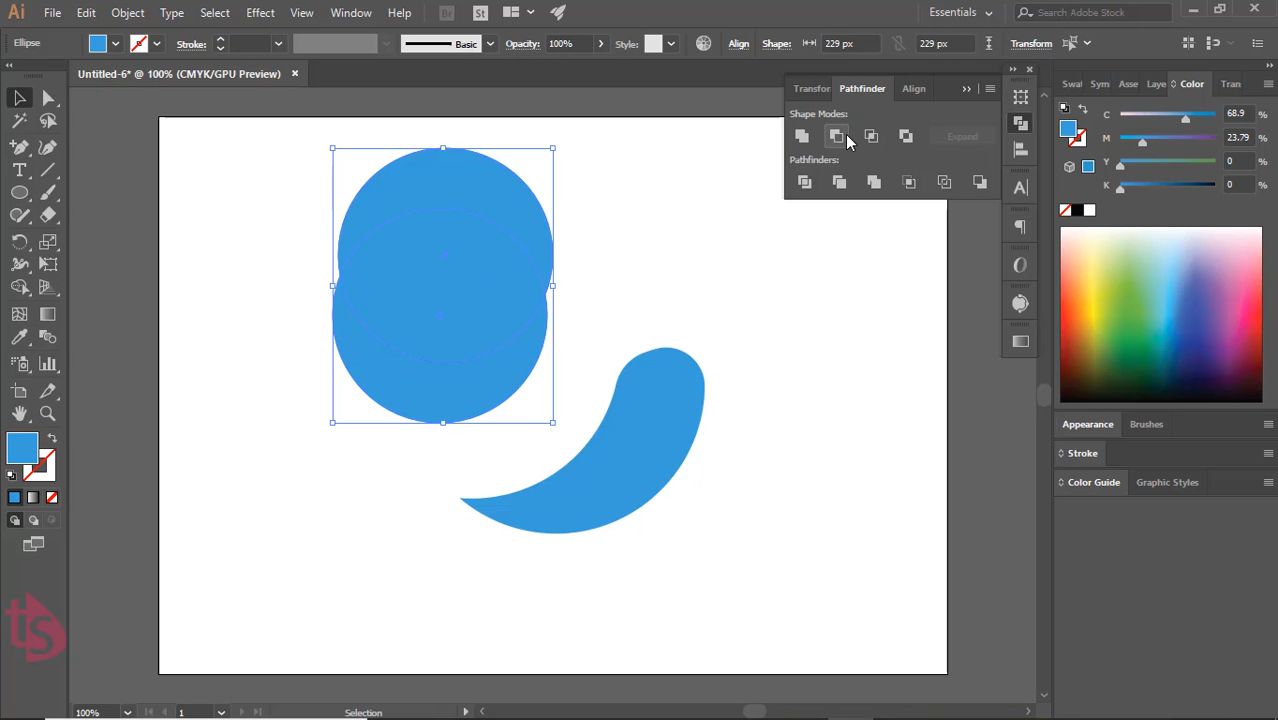 Ai File Edit Object Type Select Effect View Window Help Br St Essentials Search Adobe Stock
Ellipse Stroke: Basic Opacity: 100% Style: Align Shape: 229 px 229 px Transform
Untitled-6* @ 100% (CMYK/GPU Preview) ×
Transfor Pathfinder Align
Swat Sym Asse Laye Color Tran
Shape Modes:
Expand
Pathfinders:
C 68.9
M 23.79
Y 0
K 0
Appearance Brushes
Stroke
Color Guide Graphic Styles
tis
100% 1 Selection